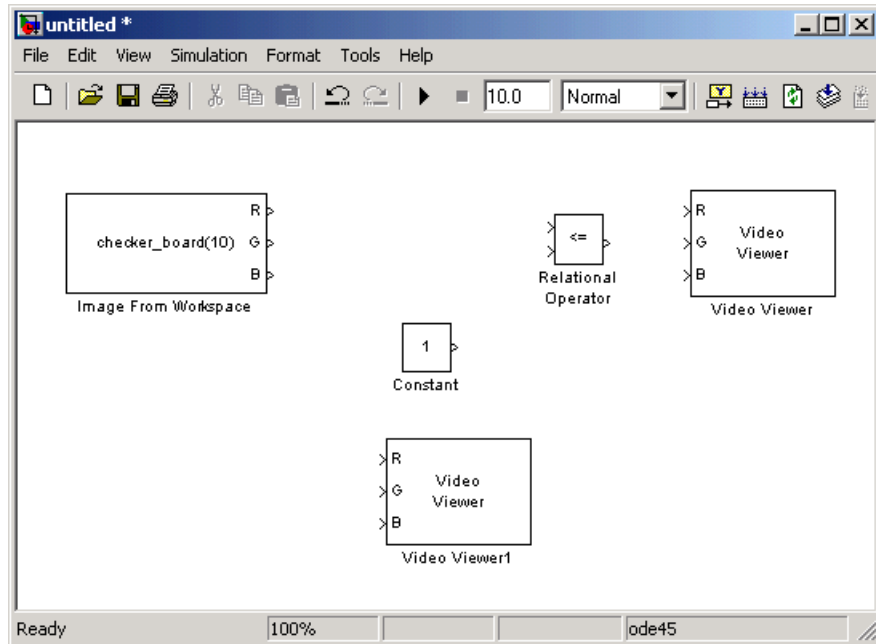 untitled *
File Edit View Simulation Format Tools Help
10.0 Normal
R
checker_board(10) G
B
Image From Workspace
<=
Relational
Operator
R
G
B
Video
Viewer
Video Viewer
1
Constant
R
G
B
Video
Viewer
Video Viewer1
Ready 100% ode45